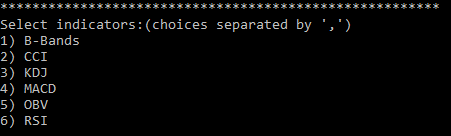 *******************************************************
Select indicators:(choices separated by ',')
1) B-Bands
2) CCI
3) KDJ
4) MACD
5) OBV
6) RSI